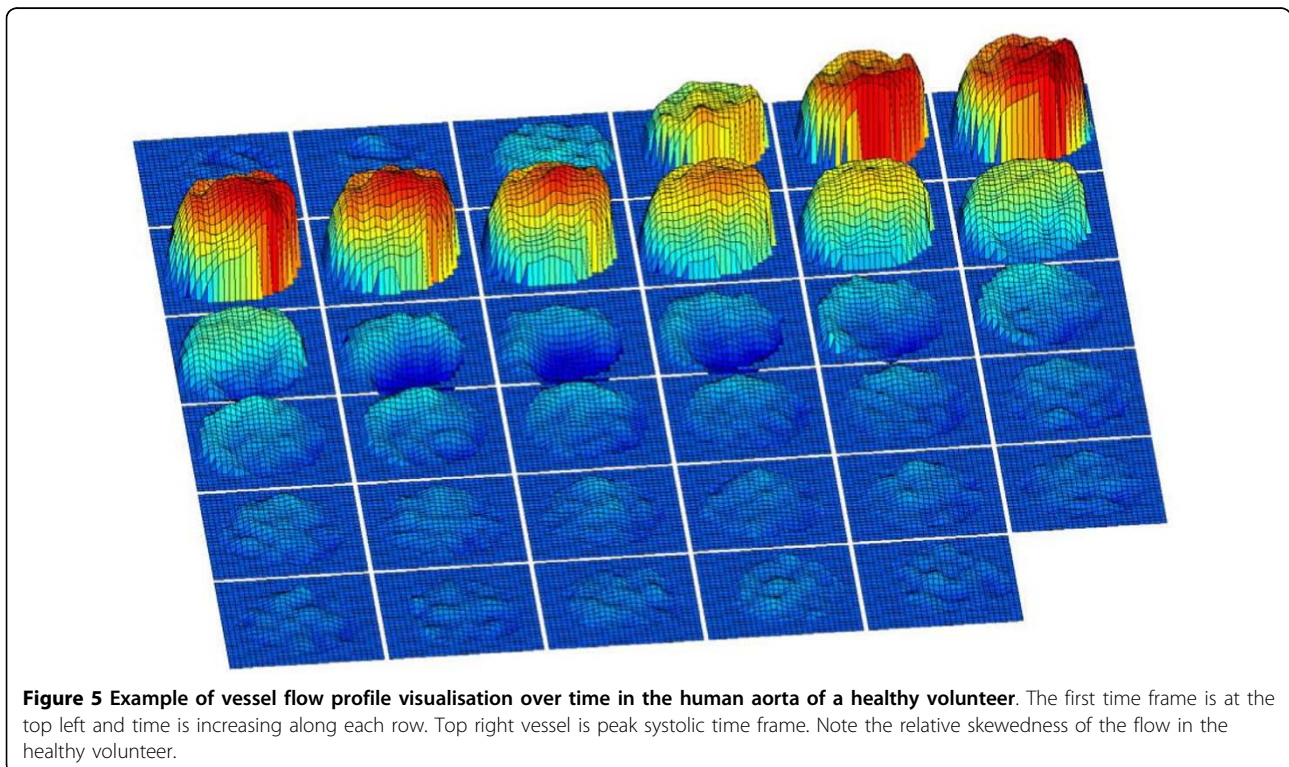 Figure 5 Example of vessel flow profile visualisation over time in the human aorta of a healthy volunteer. The first time frame is at the
top left and time is increasing along each row. Top right vessel is peak systolic time frame. Note the relative skewedness of the flow in the
healthy volunteer.